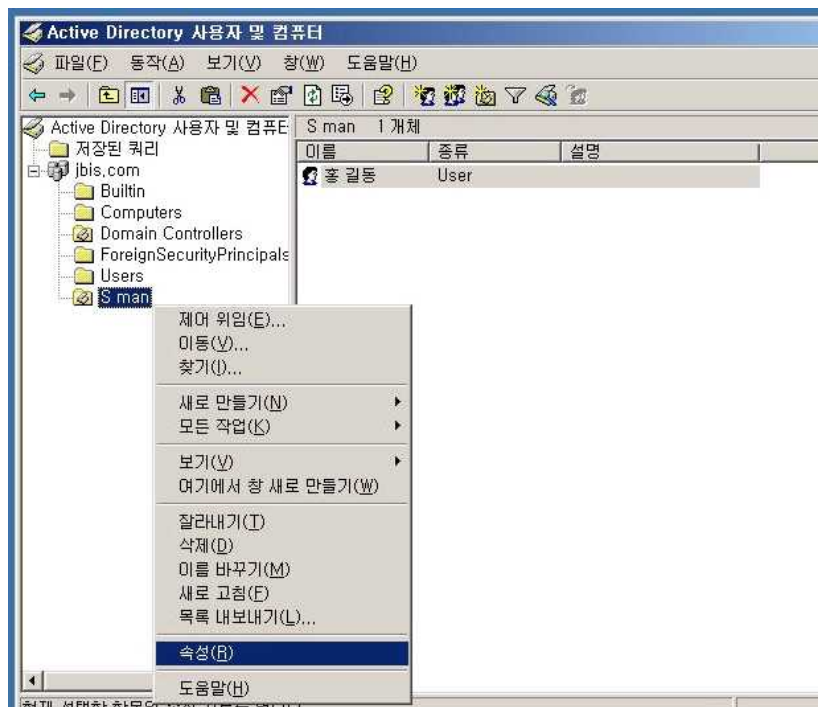 Active Directory 사용자 및 컴퓨터
파일(F) 동작(A) 보기(V) 창(W) 도움말(H)
Active Directory 사용자 및 컴퓨트
저장된 쿼리
jbis.com
Builtin
Computers
Domain Controllers
ForeignSecurityPrincipals
Users
S man
S man 1 개체
이름 종류 설명
홍 길동 User
제어 위임(E)...
이동(V)...
찾기(I)...
새로 만들기(N)
모든 작업(K)
보기(V)
여기에서 창 새로 만들기(W)
잘라내기(T)
삭제(D)
이름 바꾸기(M)
새로 고침(F)
목록 내보내기(L)...
속성(R)
도움말(H)